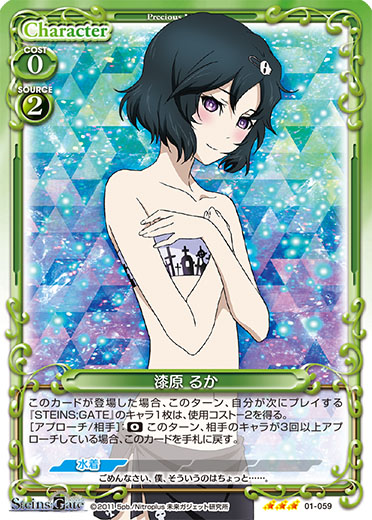 Precious
Character
COST
0
SOURCE
2
漆原 るか
このカードが登場した場合、このターン、自分が次にプレイする
『STEINS;GATE』のキャラ1枚は、使用コスト-2を得る。
[アプローチ/相手]:0 このターン、相手のキャラが3回以上アプ
ローチしている場合、このカードを手札に戻す。
水着
ごめんなさい、僕、そういうのはちょっと……。
Steins;Gate
©2011 5pb./Nitroplus 未来ガジェット研究所
01-059